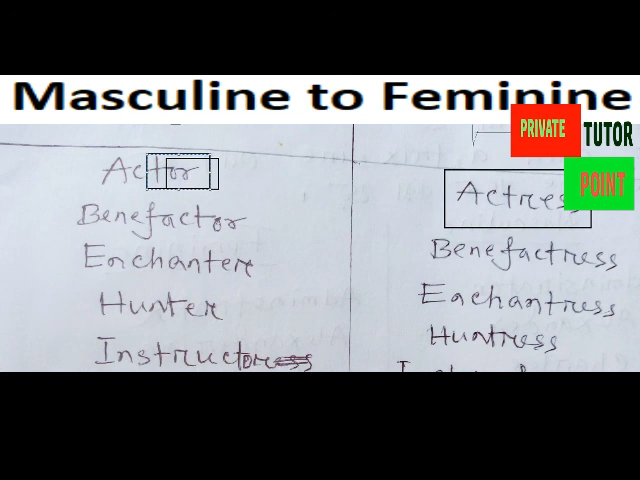 Masculine to Feminine
PRIVATE
TUTOR
POINT
Actor
Actress
Benefactor
Benefactress
Enchanter
Enchantress
Hunter
Huntress
Instructor